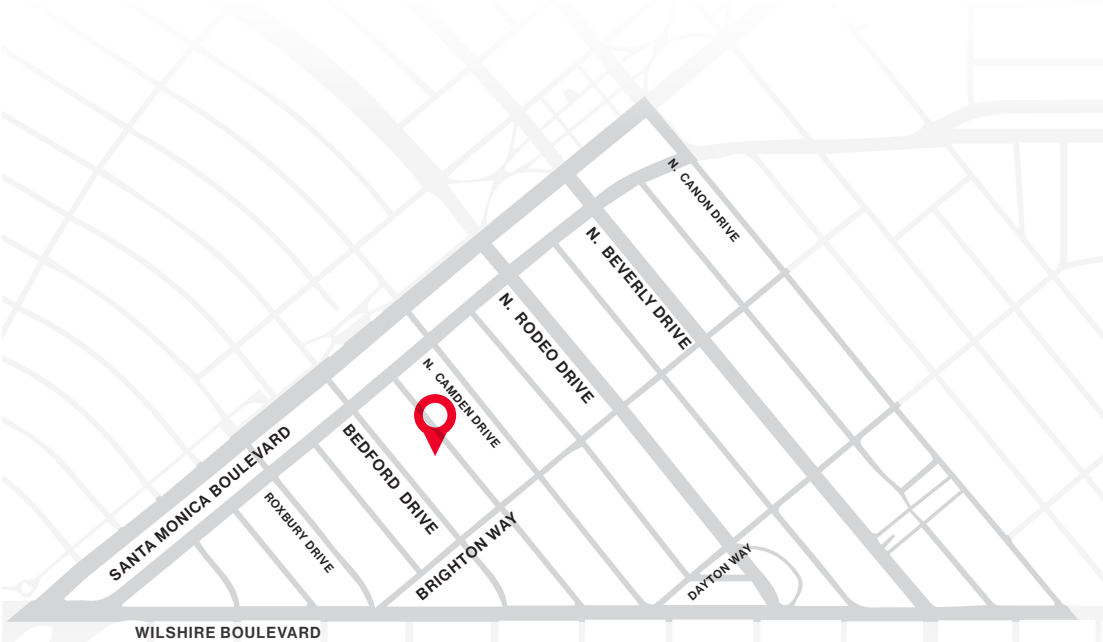 N. CANON DRIVE
N. BEVERLY DRIVE
N. RODEO DRIVE
N. CAMDEN DRIVE
BEDFORD DRIVE
SANTA MONICA BOULEVARD
ROXBURY DRIVE
BRIGHTON WAY
DAYTON WAY
WILSHIRE BOULEVARD